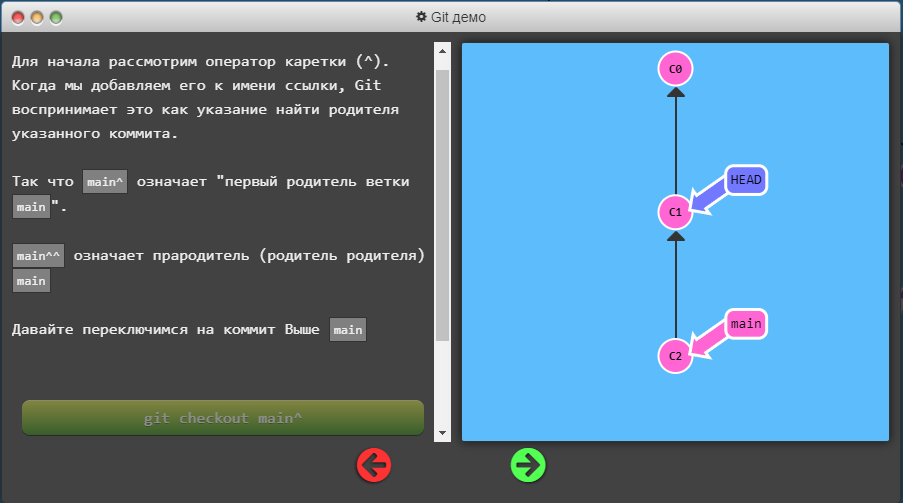 Git демо
Для начала рассмотрим оператор каретки (^).
Когда мы добавляем его к имени ссылки, Git
воспринимает это как указание найти родителя
указанного коммита.
Так что main^ означает "первый родитель ветки
main".
main^^ означает прародитель (родитель родителя)
main
Давайте переключимся на коммит Выше main
git checkout main^
C0
HEAD
C1
main
C2